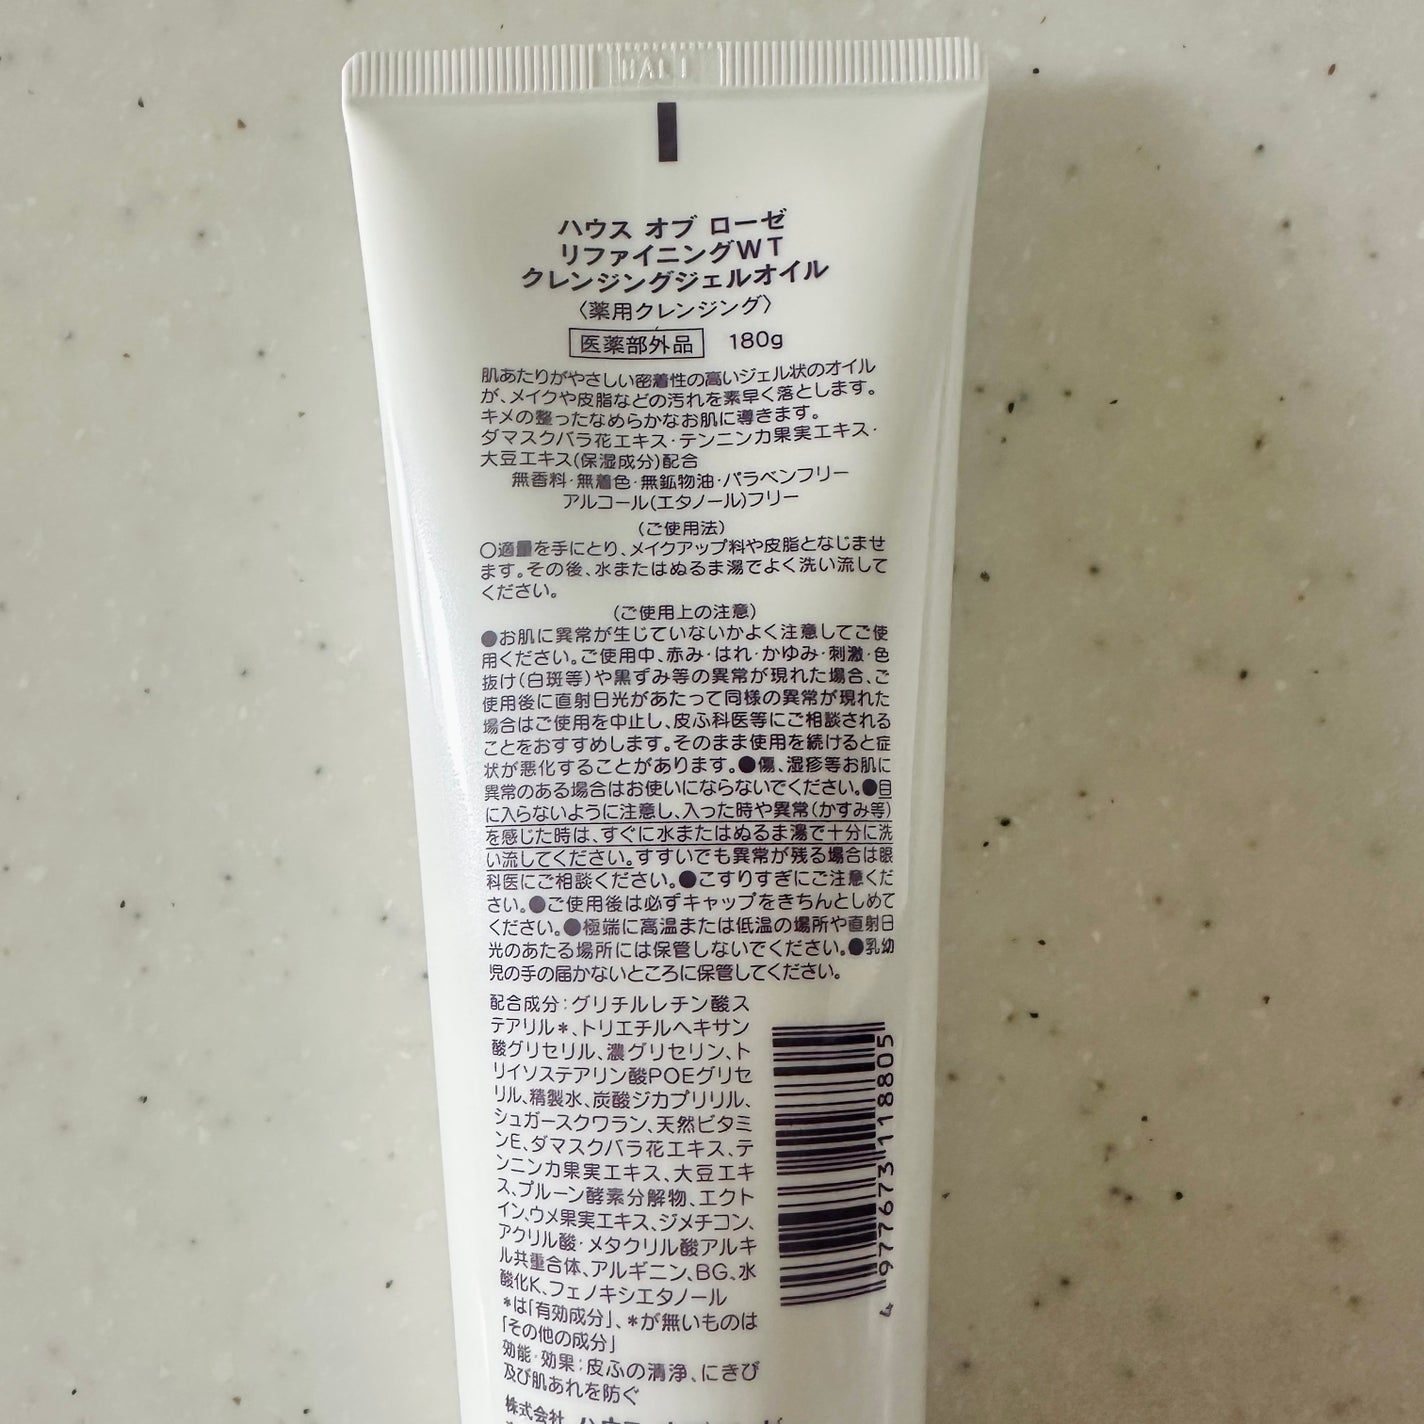 ハウス オブ ローゼ
リファイニングWT
クレンジングジェルオイル
〈薬用クレンジング〉
医薬部外品 180g
肌あたりがやさしい密着性の高いジェル状のオイル
が、メイクや皮脂などの汚れを素早く落とします。
キメの整ったなめらかなお肌に導きます。
ダマスクバラ花エキス・テンニンカ果実エキス・
大豆エキス(保湿成分)配合
無香料・無着色・無鉱物油・パラベンフリー
アルコール(エタノール)フリー
(ご使用法)
○適量を手にとり、メイクアップ料や皮脂となじませ
ます。その後、水またはぬるま湯でよく洗い流して
ください。
(ご使用上の注意)
●お肌に異常が生じていないかよく注意してご使
用ください。ご使用中、赤み・はれ・かゆみ・刺激・色
抜け(白斑等)や黒ずみ等の異常が現れた場合、ご
使用後に直射日光があたって同様の異常が現れた
場合はご使用を中止し、皮ふ科医等にご相談される
ことをおすすめします。そのまま使用を続けると症
状が悪化することがあります。●傷、湿疹等お肌に
異常のある場合はお使いにならないでください。●目
に入らないように注意し、入った時や異常(かすみ等)
を感じた時は、すぐに水またはぬるま湯で十分に洗
い流してください。すすいでも異常が残る場合は眼
科医にご相談ください。●こすりすぎにご注意くだ
さい。●ご使用後は必ずキャップをきちんとしめて
ください。●極端に高温または低温の場所や直射日
光のあたる場所には保管しないでください。●乳幼
児の手の届かないところに保管してください。
配合成分：グリチルレチン酸ス
テアリル＊、トリエチルヘキサン
酸グリセリル、濃グリセリン、ト
リイソステアリン酸POEグリセ
リル、精製水、炭酸ジカプリリル、
シュガースクワラン、天然ビタミ
ンE、ダマスクバラ花エキス、テ
ンニンカ果実エキス、大豆エキ
ス、プルーン酵素分解物、エクト
イン、ウメ果実エキス、ジメチコン、
アクリル酸・メタクリル酸アルキ
ル共重合体、アルギニン、BG、水
酸化K、フェノキシエタノール
＊は「有効成分」、＊が無いものは
「その他の成分」
効能・効果：皮ふの清浄、にきび
及び肌あれを防ぐ
株式会社 ハウス オブ ローゼ
4 977673 118805